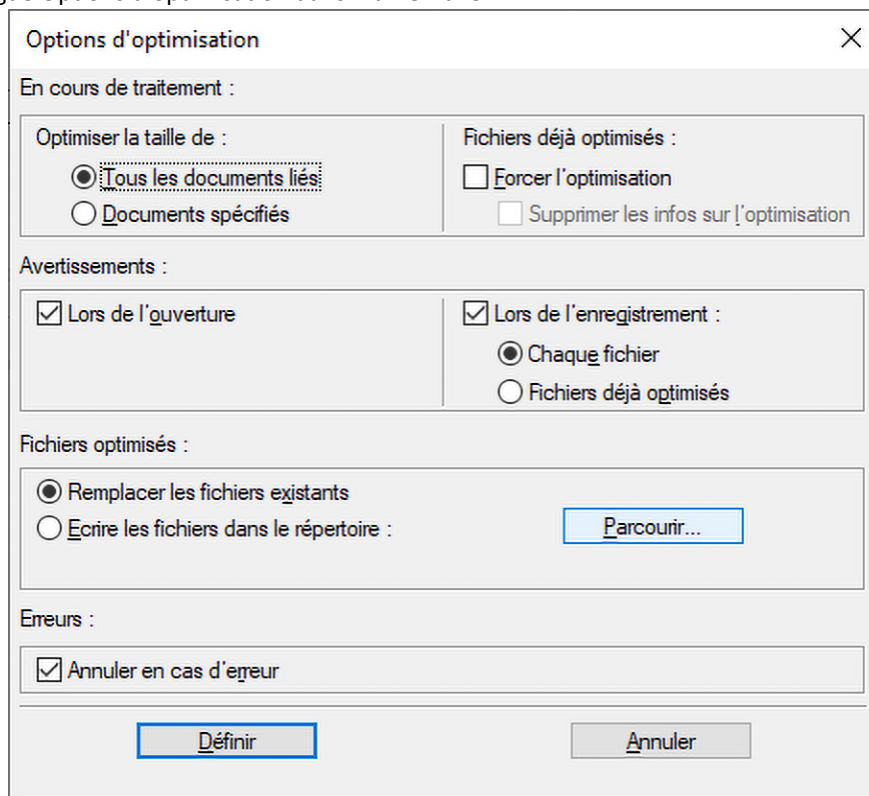 Options d'optimisation
En cours de traitement :
Optimiser la taille de :
Tous les documents liés
Documents spécifiés
Fichiers déjà optimisés :
Forcer l'optimisation
Supprimer les infos sur l'optimisation
Avertissements :
Lors de l'ouverture
Lors de l'enregistrement :
Chaque fichier
Fichiers déjà optimisés
Fichiers optimisés :
Remplacer les fichiers existants
Ecrire les fichiers dans le répertoire :
Parcourir...
Erreurs :
Annuler en cas d'erreur
Définir
Annuler